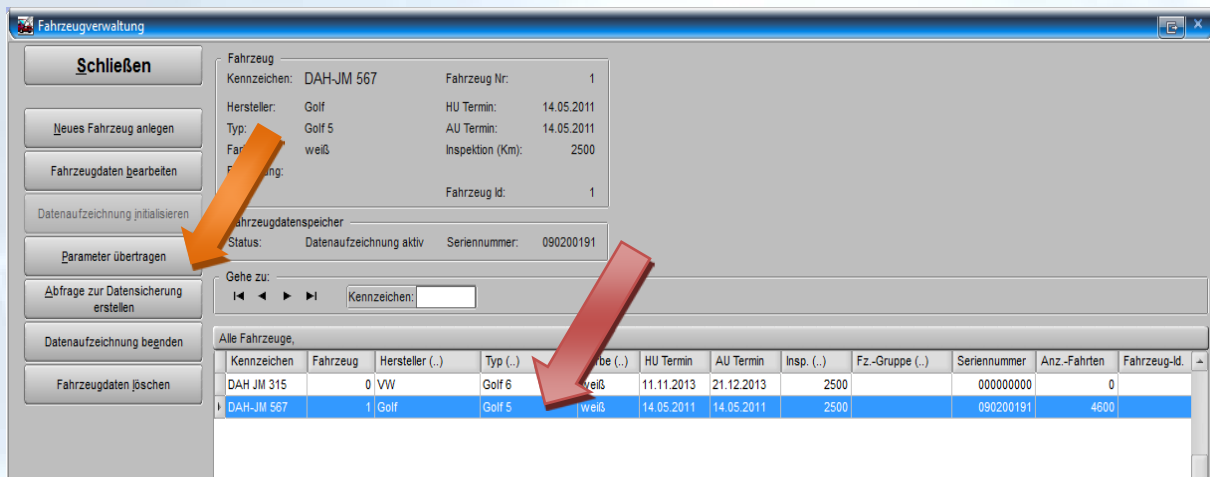 Fahrzeugverwaltung
Schließen
Neues Fahrzeug anlegen
Fahrzeugdaten bearbeiten
Datenaufzeichnung initialisieren
Parameter übertragen
Abfrage zur Datensicherung
erstellen
Datenaufzeichnung beenden
Fahrzeugdaten löschen
Fahrzeug
Kennzeichen: DAH-JM 567 Fahrzeug Nr: 1
Hersteller: Golf HU Termin: 14.05.2011
Typ: Golf 5 AU Termin: 14.05.2011
weiß Inspektion (Km): 2500
Fahrzeug Id: 1
Fahrzeugdatenspeicher
Status: Datenaufzeichnung aktiv Seriennummer: 090200191
Gehe zu:
Kennzeichen:
Alle Fahrzeuge,
Kennzeichen Fahrzeug Hersteller (..) Typ (..) HU Termin AU Termin Insp. (..) Fz.-Gruppe (..) Seriennummer Anz.-Fahrten Fahrzeug-Id.
DAH JM 315 0 VW Golf 6 weiß 11.11.2013 21.12.2013 2500 000000000 0
DAH-JM 567 1 Golf Golf 5 weiß 14.05.2011 14.05.2011 2500 090200191 4600